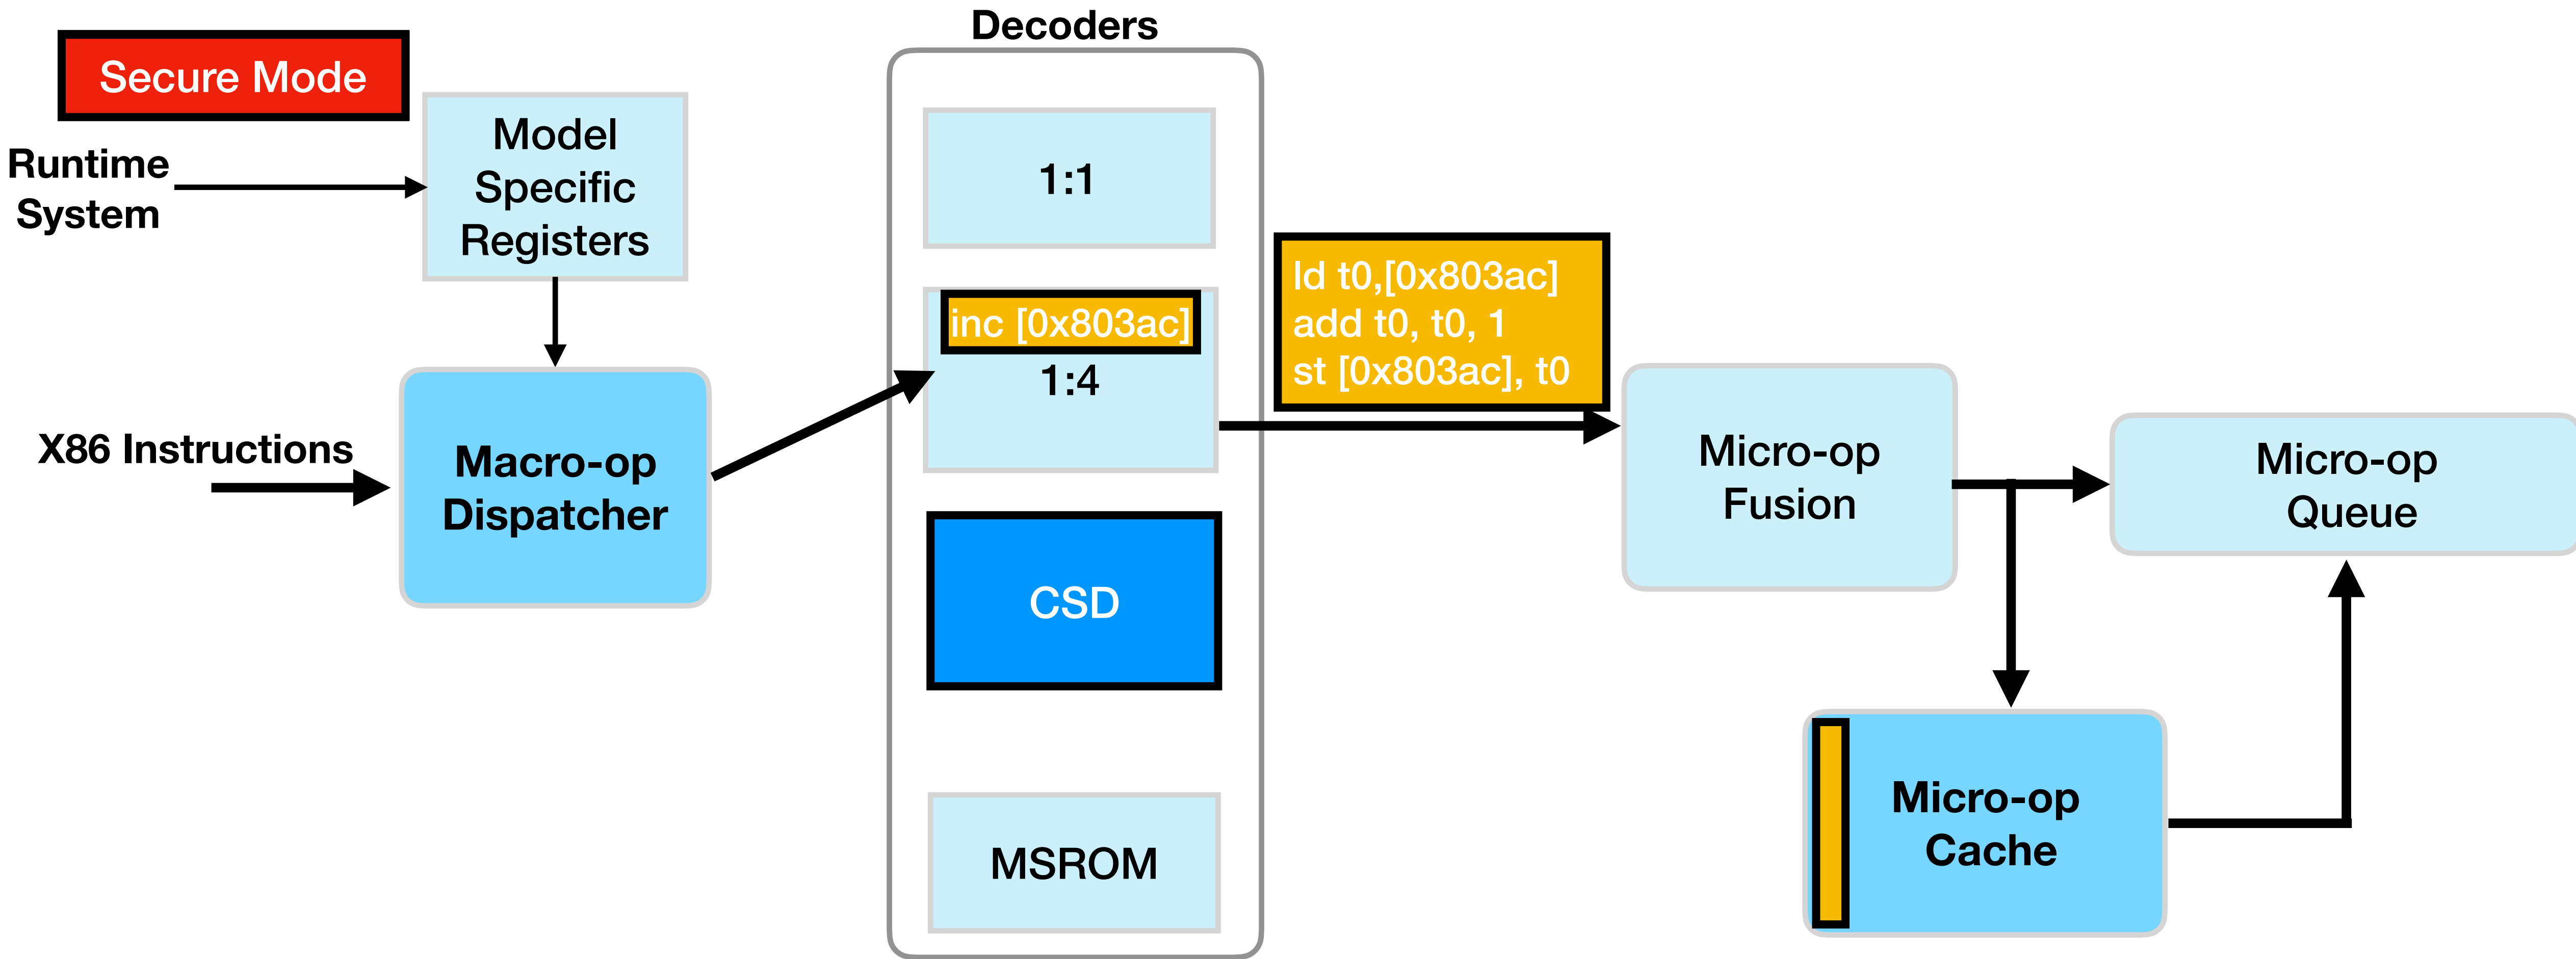 Decoders
Secure Mode
Runtime
System
Model
Specific
Registers
X86 Instructions
Macro-op
Dispatcher
1:1
inc [0x803ac]
1:4
CSD
MSROM
ld t0,[0x803ac]
add t0, t0, 1
st [0x803ac], t0
Micro-op
Fusion
Micro-op
Queue
Micro-op
Cache